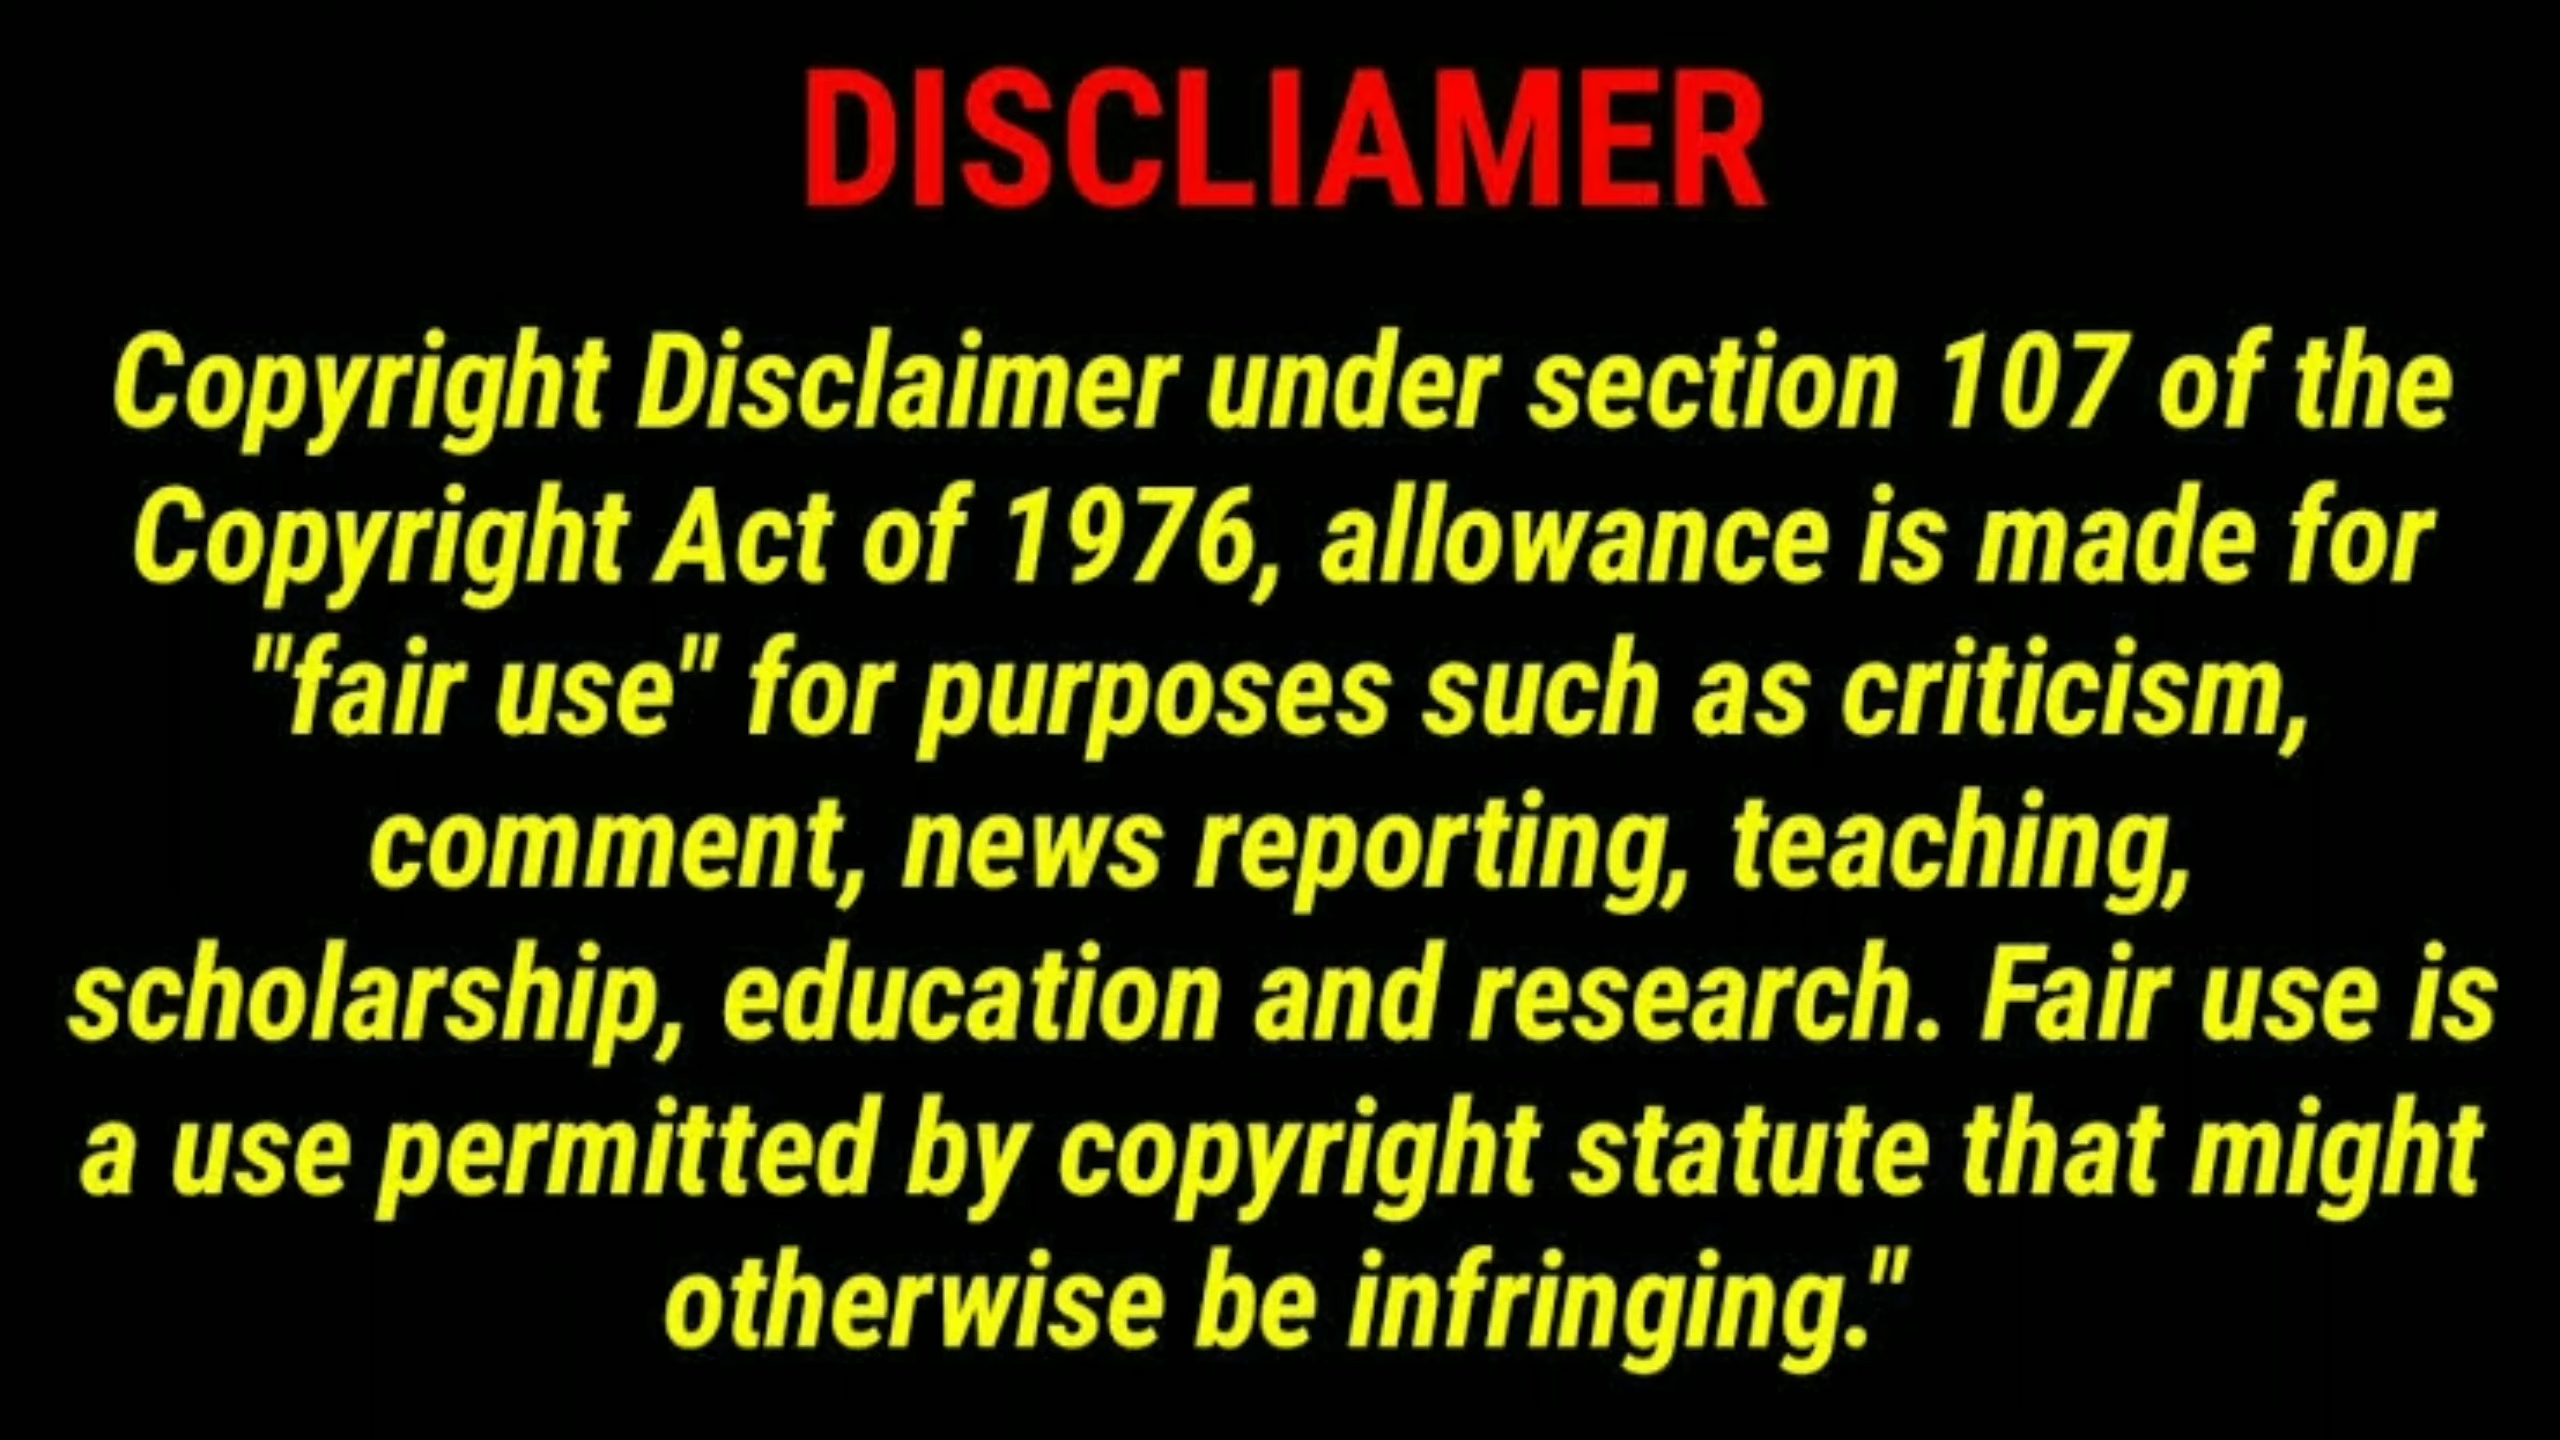 DISCLIAMER
Copyright Disclaimer under section 107 of the
Copyright Act of 1976, allowance is made for
"fair use" for purposes such as criticism,
comment, news reporting, teaching,
scholarship, education and research. Fair use is
a use permitted by copyright statute that might
otherwise be infringing."